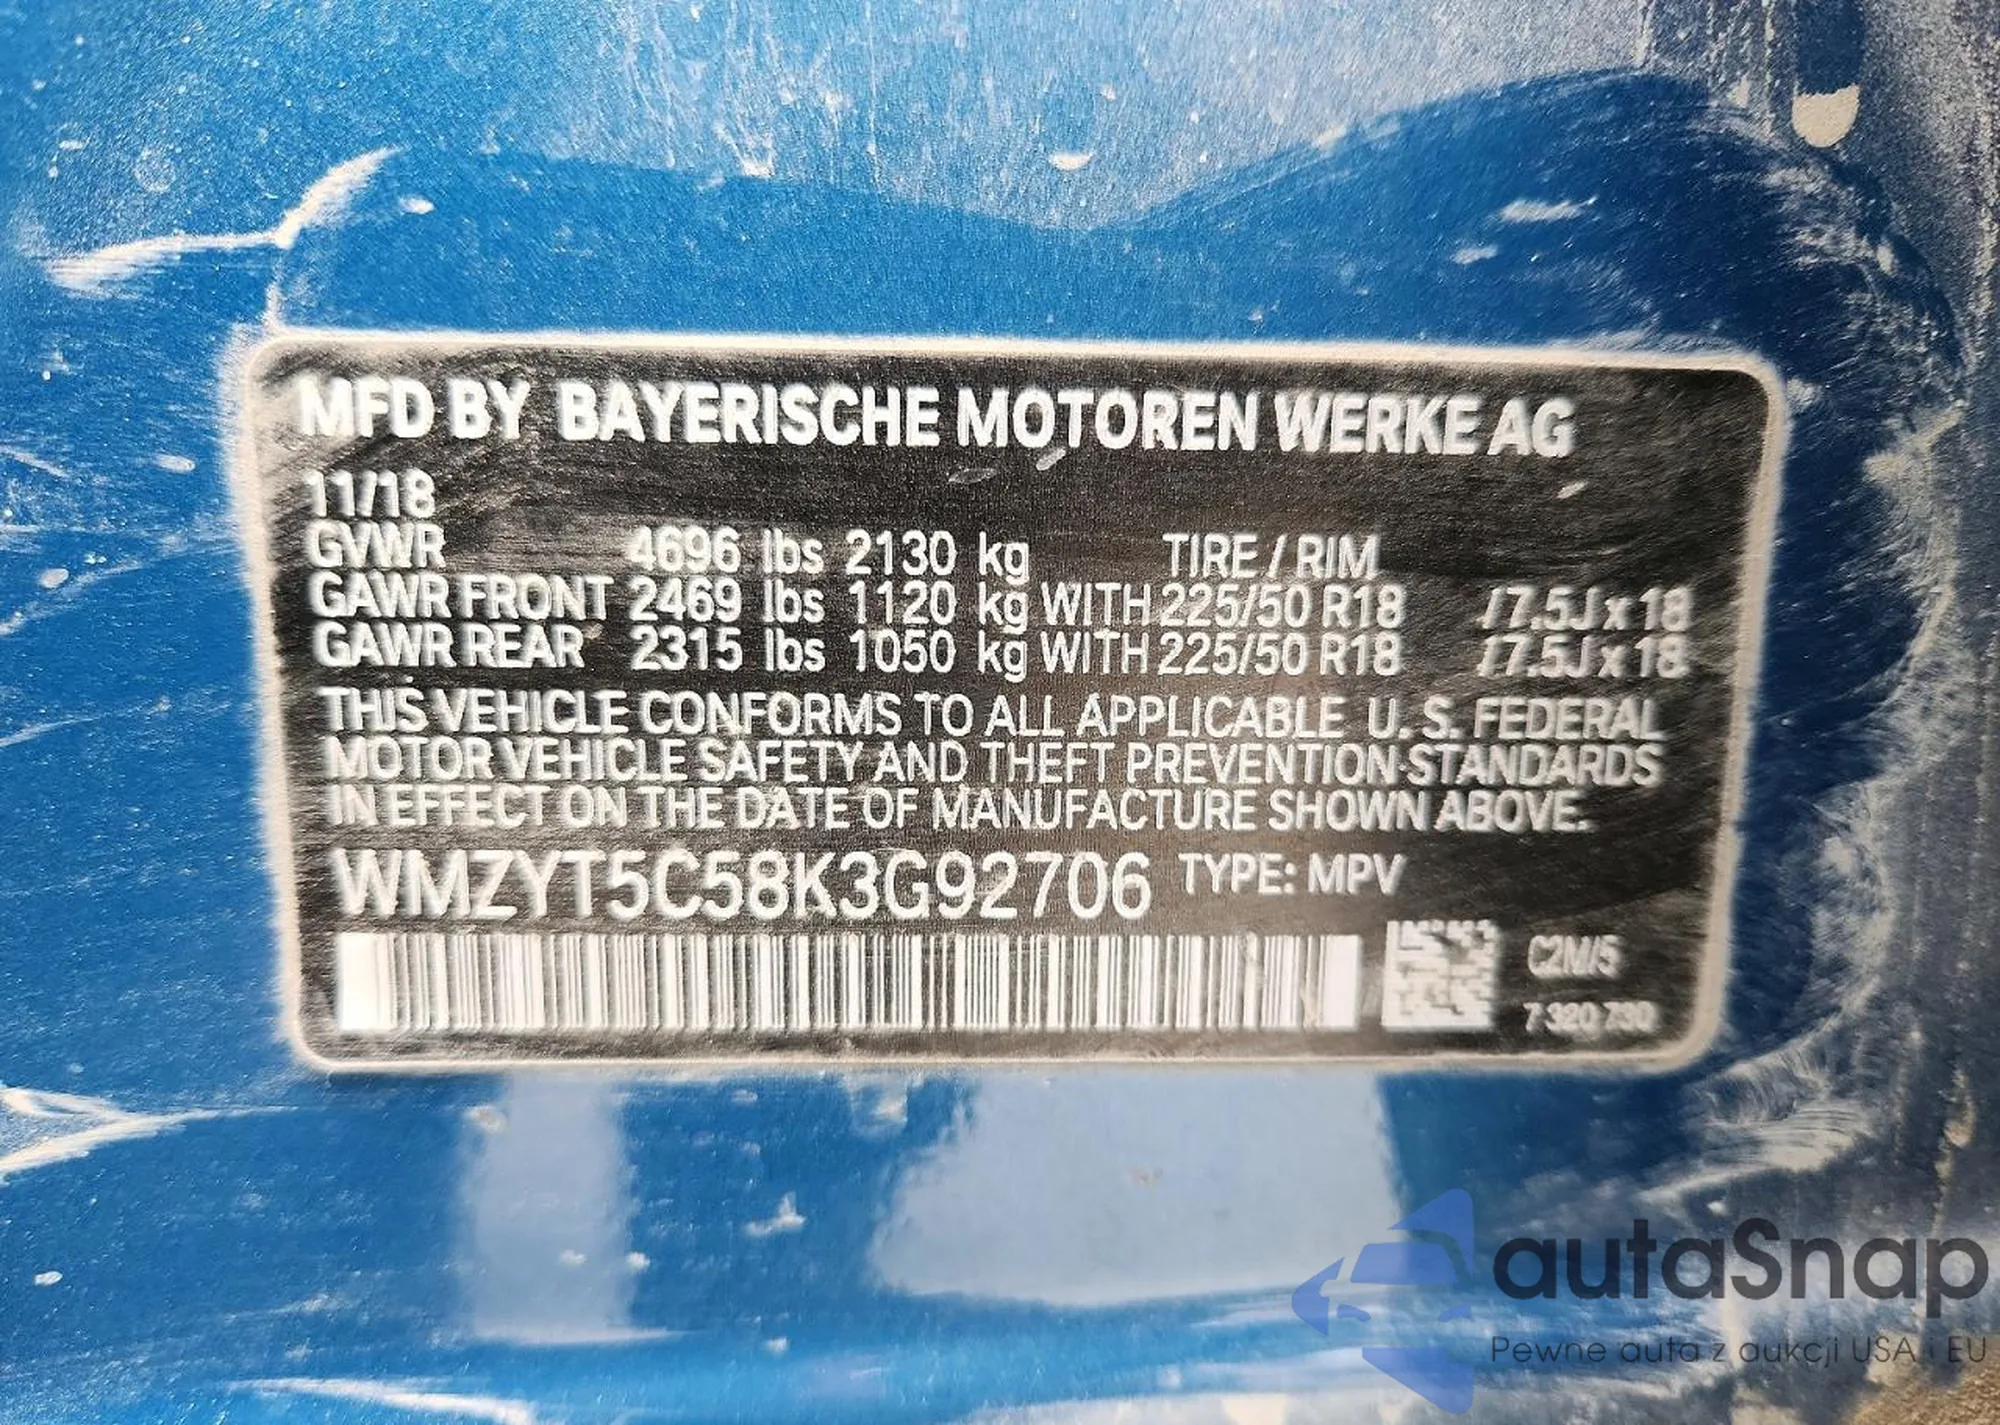 MFD BY BAYERISCHE MOTOREN WERKE AG
11/18
GVWR 4696 lbs 2130 kg TIRE / RIM
GAWR FRONT 2469 lbs 1120 kg WITH 225/50 R18 /7.5J x 18
GAWR REAR 2315 lbs 1050 kg WITH 225/50 R18 /7.5J x 18
THIS VEHICLE CONFORMS TO ALL APPLICABLE U. S. FEDERAL
MOTOR VEHICLE SAFETY AND THEFT PREVENTION STANDARDS
IN EFFECT ON THE DATE OF MANUFACTURE SHOWN ABOVE.
WMZYT5C58K3G92706 TYPE: MPV
C2M/5
7 320 730
autaSnap
Pewne auta z aukcji USA i EU